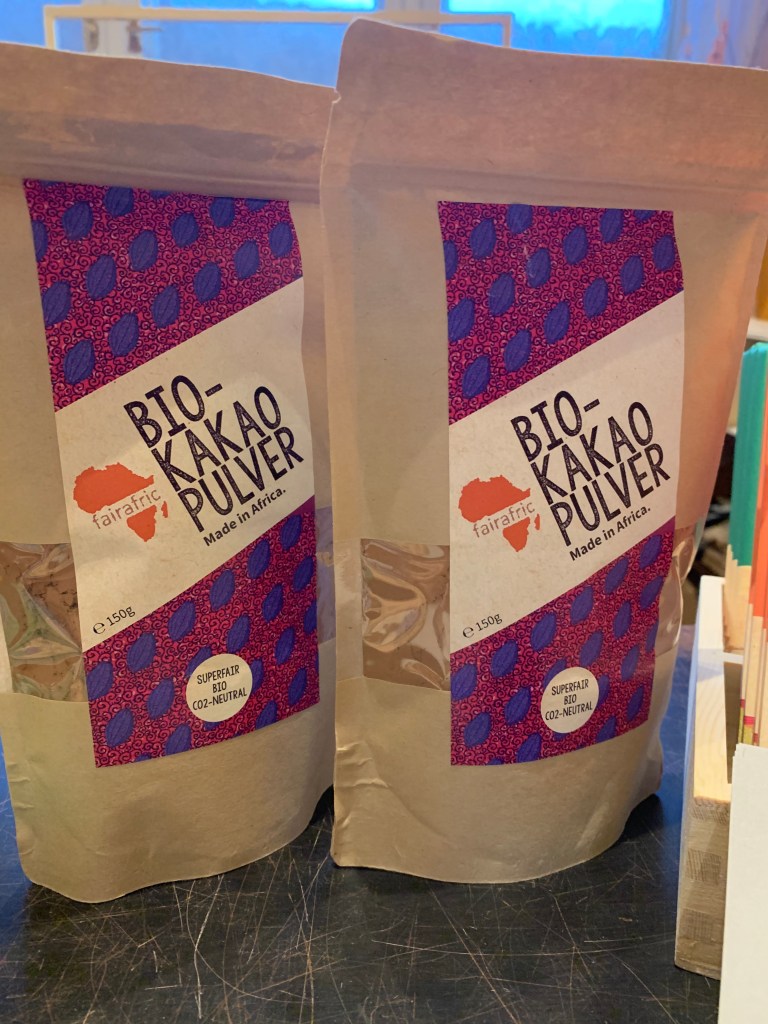 BIO-
KAKAO
PULVER
Made in Africa.
fairafric
℮ 150g
SUPERFAIR
BIO
CO2-NEUTRAL
BIO-
KAKAO
PULVER
Made in Africa.
fairafric
℮ 150g
SUPERFAIR
BIO
CO2-NEUTRAL